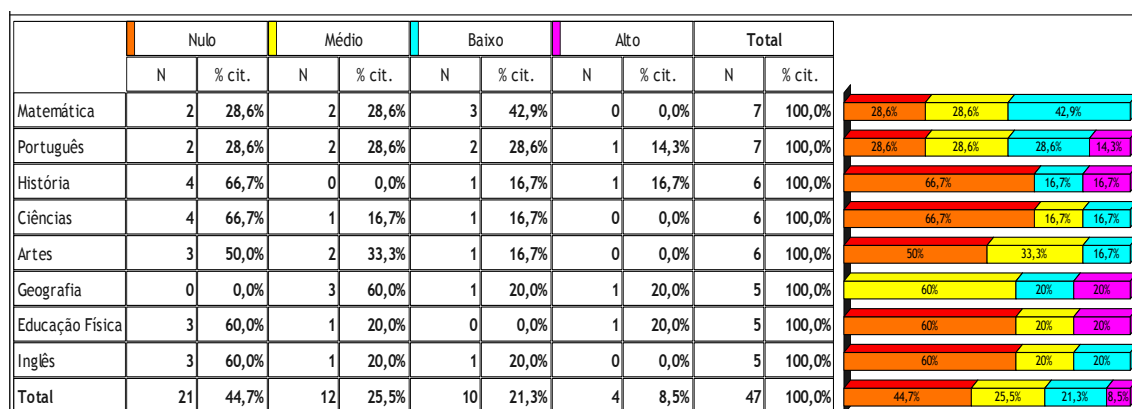 Nulo Médio Baixo Alto Total
N % cit. N % cit. N % cit. N % cit. N % cit.
Matemática 2 28,6% 2 28,6% 3 42,9% 0 0,0% 7 100,0% 28,6% 28,6% 42,9%
Português 2 28,6% 2 28,6% 2 28,6% 1 14,3% 7 100,0% 28,6% 28,6% 28,6% 14,3%
História 4 66,7% 0 0,0% 1 16,7% 1 16,7% 6 100,0% 66,7% 16,7% 16,7%
Ciências 4 66,7% 1 16,7% 1 16,7% 0 0,0% 6 100,0% 66,7% 16,7% 16,7%
Artes 3 50,0% 2 33,3% 1 16,7% 0 0,0% 6 100,0% 50% 33,3% 16,7%
Geografia 0 0,0% 3 60,0% 1 20,0% 1 20,0% 5 100,0% 60% 20% 20%
Educação Física 3 60,0% 1 20,0% 0 0,0% 1 20,0% 5 100,0% 60% 20% 20%
Inglês 3 60,0% 1 20,0% 1 20,0% 0 0,0% 5 100,0% 60% 20% 20%
Total 21 44,7% 12 25,5% 10 21,3% 4 8,5% 47 100,0% 44,7% 25,5% 21,3% 8,5%